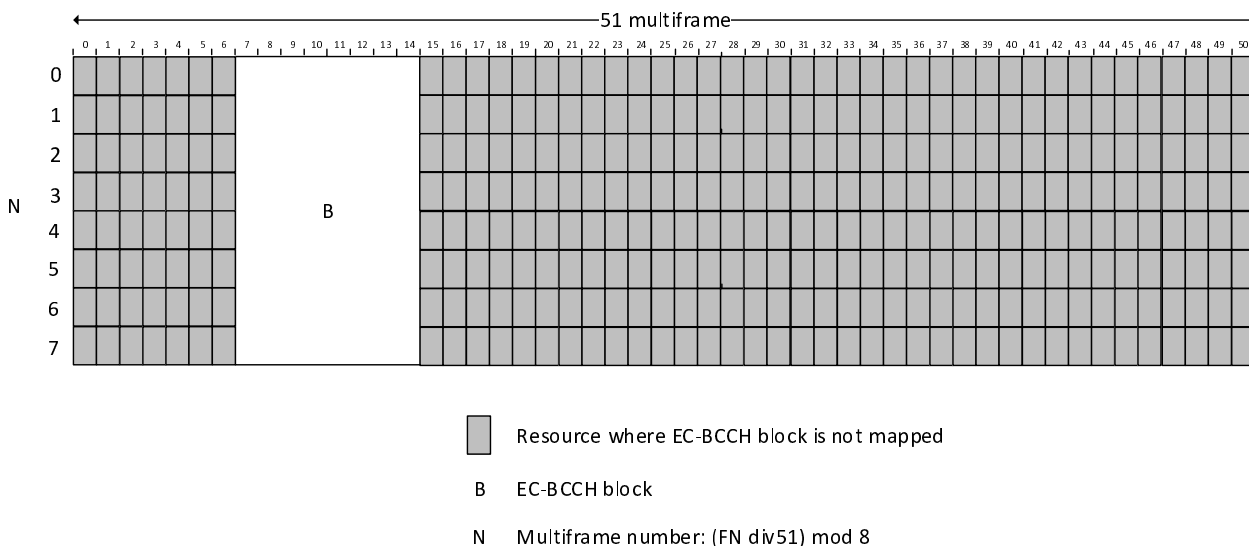 51 multiframe
0 1 2 3 4 5 6 7 8 9 10 11 12 13 14 15 16 17 18 19 20 21 22 23 24 25 26 27 28 29 30 31 32 33 34 35 36 37 38 39 40 41 42 43 44 45 46 47 48 49 50
0
1
2
3
N
B
4
5
6
7
Resource where EC-BCCH block is not mapped
B EC-BCCH block
N Multiframe number: (FN div51) mod 8